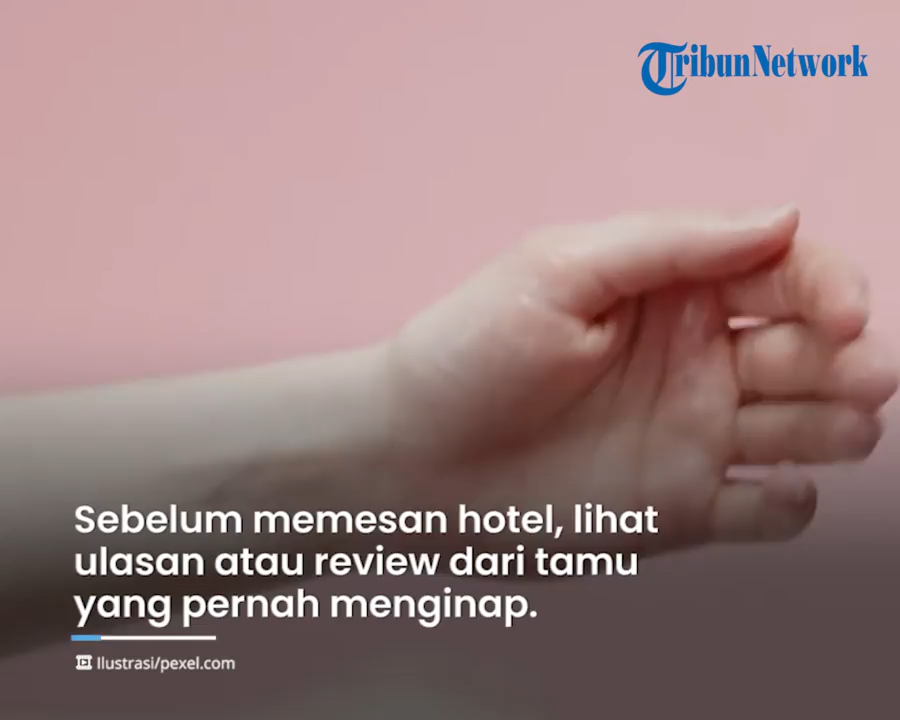 TribunNetwork
Sebelum memesan hotel, lihat
ulasan atau review dari tamu
yang pernah menginap.
Ilustrasi/pexel.com